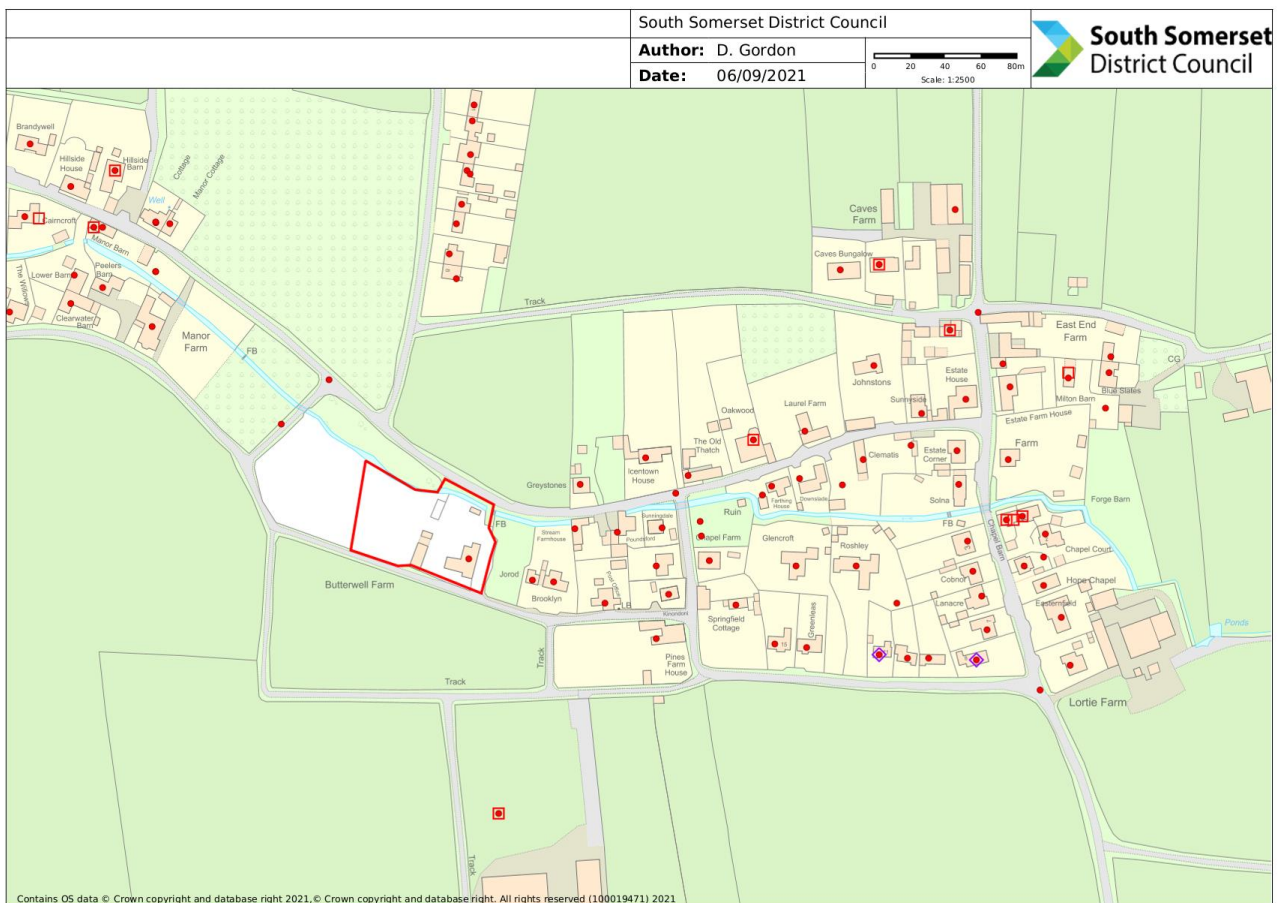 South Somerset District Council
Author: D. Gordon
Date: 06/09/2021
0 20 40 60 80m
Scale: 1:2500
South Somerset
District Council
Brandywell
Hillside
House
Hillside
Barn
Cottage
Manor Cottage
Well
Cairncroft
Manor Barn
Peelers
Barn
Lower Barn
The Willows
Clearwater
Barn
Manor
Farm
FB
Track
Caves
Farm
Caves Bungalow
East End
Farm
CG
Johnstons
Estate
House
Sunnyside
Blue Slates
Milton Barn
Estate Farm House
Oakwood
Laurel Farm
The Old
Thatch
Clematis
Estate
Corner
Farm
Icentown
House
Greystones
Solna
Forge Barn
Farthing
House
Downslade
Ruin
FB
Sunningdale
Stream
Farmhouse
Poundsford
Chapel Farm
FB
Chapel Barn
Glencroft
Roshley
Chapel Court
Butterwell Farm
Jorod
Brooklyn
Post Office
LB
Cobnor
Hope Chapel
Lanacre
Easternfield
Springfield
Cottage
Greenleas
15
Ponds
Track
Pines
Farm
House
Track
Lortie Farm
Track
Contains OS data © Crown copyright and database right 2021,© Crown copyright and database right. All rights reserved (100019471) 2021